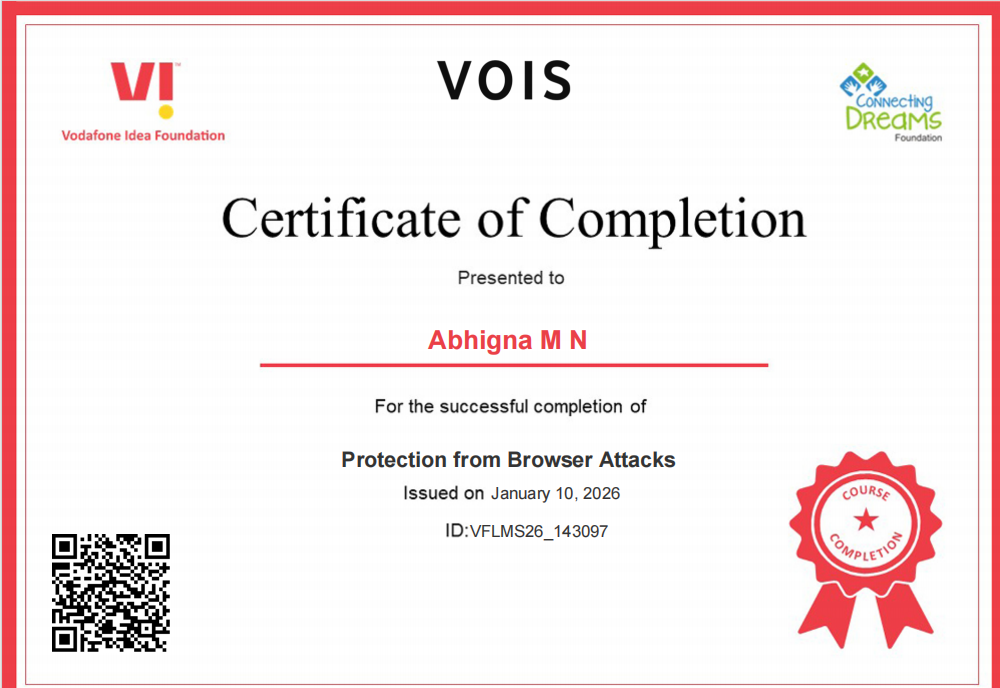 VI
Vodafone Idea Foundation
VOIS
Connecting
Dreams
Foundation
Certificate of Completion
Presented to
Abhigna M N
For the successful completion of
Protection from Browser Attacks
Issued on January 10, 2026
ID:VFLMS26_143097
COURSE
COMPLETION